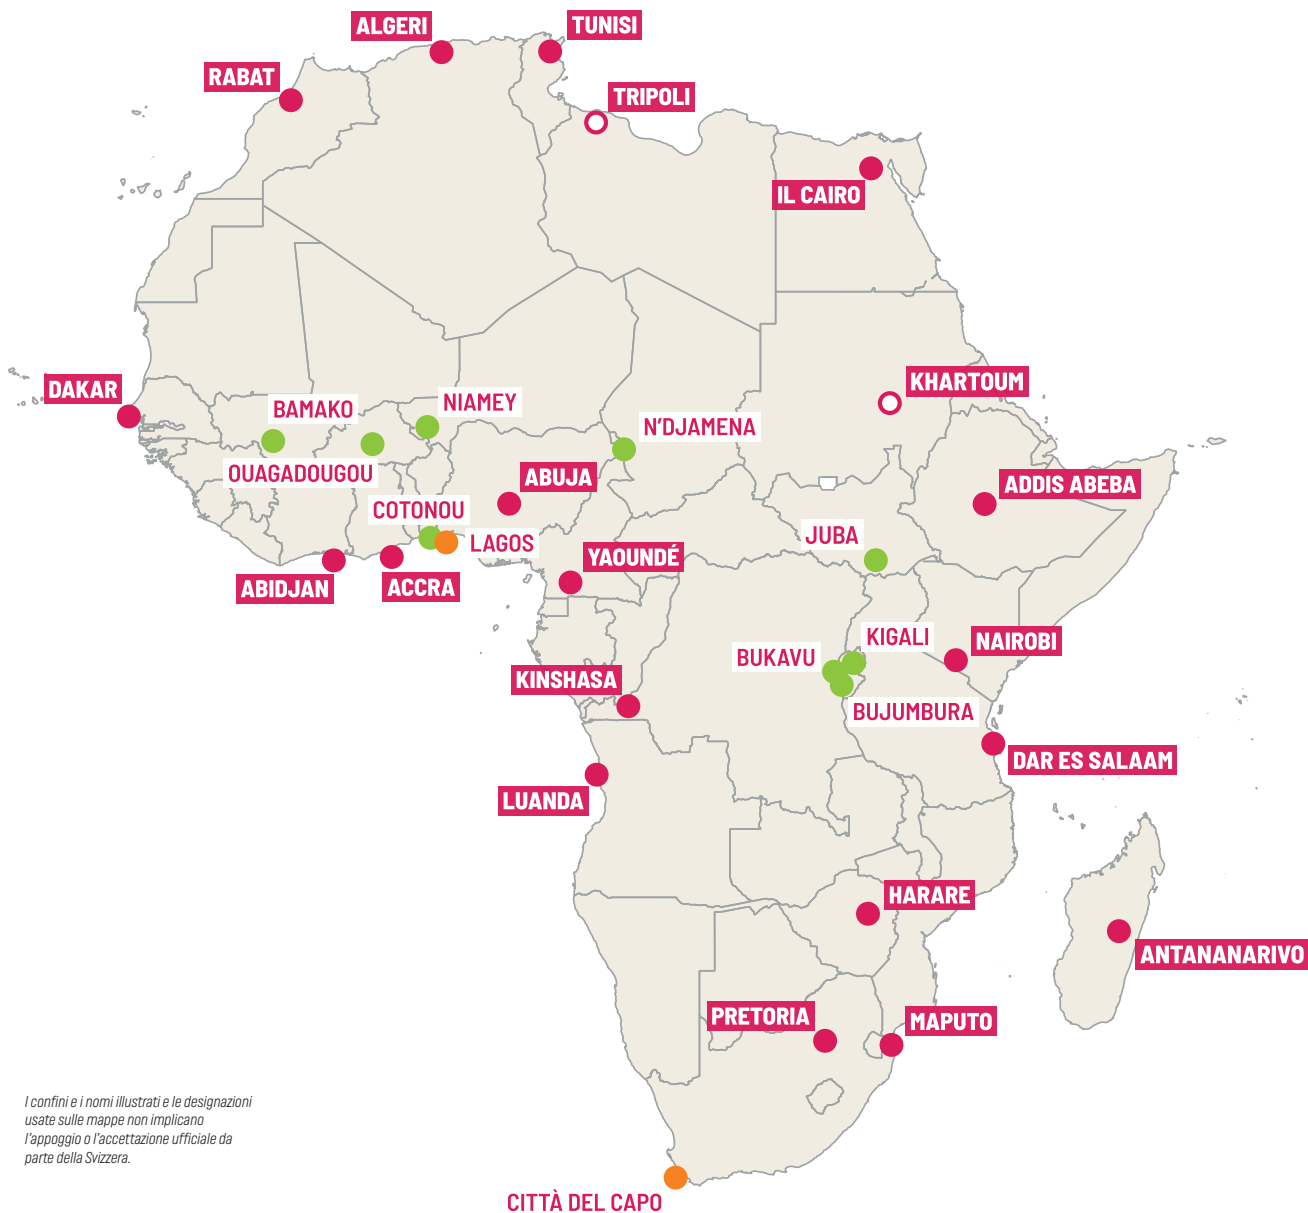 ALGERI
TUNISI
RABAT
TRIPOLI
IL CAIRO
DAKAR
KHARTOUM
BAMAKO
NIAMEY
N'DJAMENA
OUAGADOUGOU
ABUJA
ADDIS ABEBA
COTONOU
LAGOS
JUBA
YAOUNDÉ
ABIDJAN
ACCRA
KIGALI
NAIROBI
BUKAVU
KINSHASA
BUJUMBURA
DAR ES SALAAM
LUANDA
HARARE
ANTANANARIVO
PRETORIA
MAPUTO
I confini e i nomi illustrati e le designazioni
usate sulle mappe non implicano
l'appoggio o l'accettazione ufficiale da
parte della Svizzera.
CITTÀ DEL CAPO